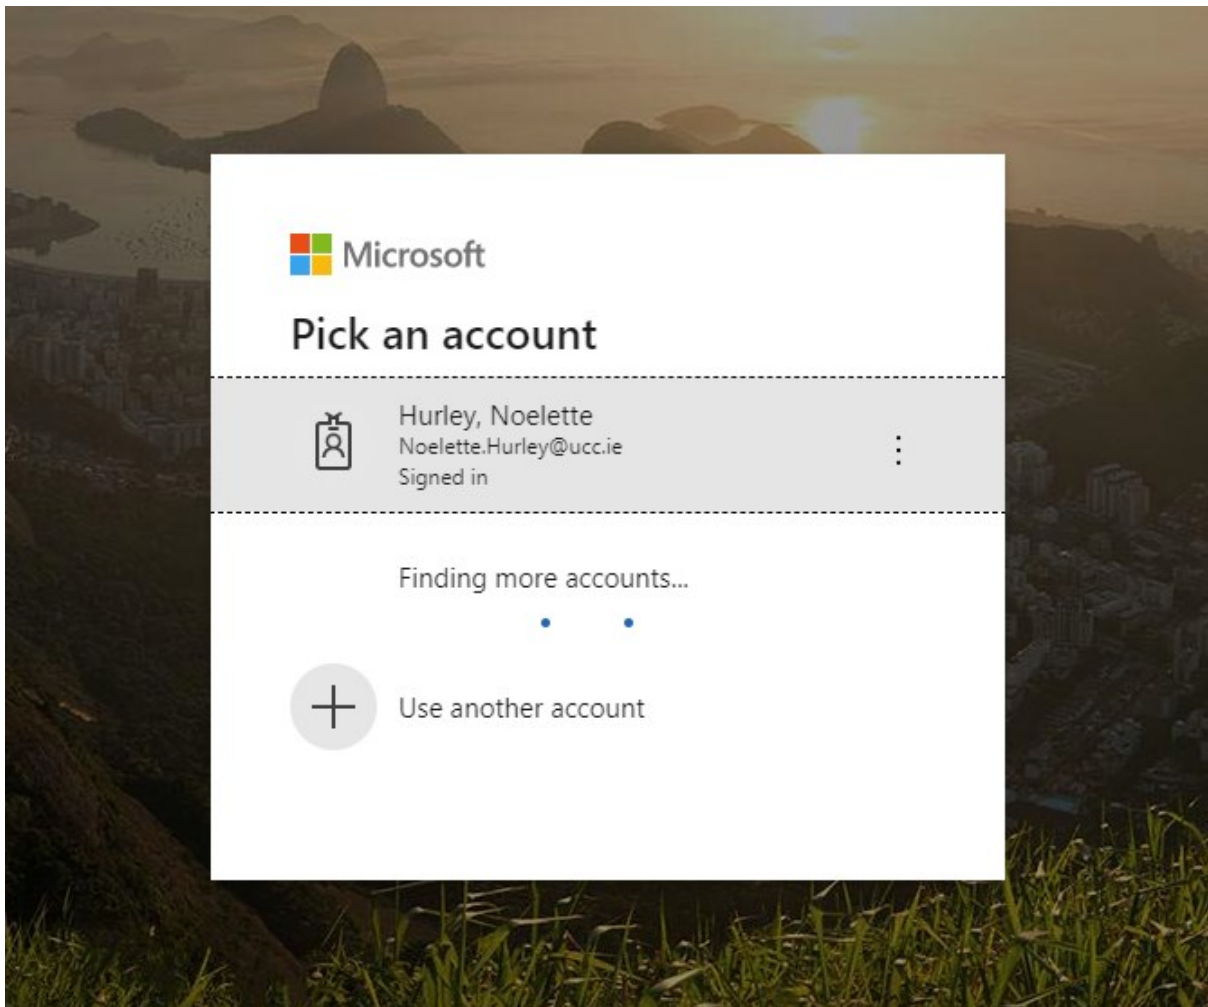 Microsoft
Pick an account
Hurley, Noelette
Noelette.Hurley@ucc.ie
Signed in
Finding more accounts...
Use another account